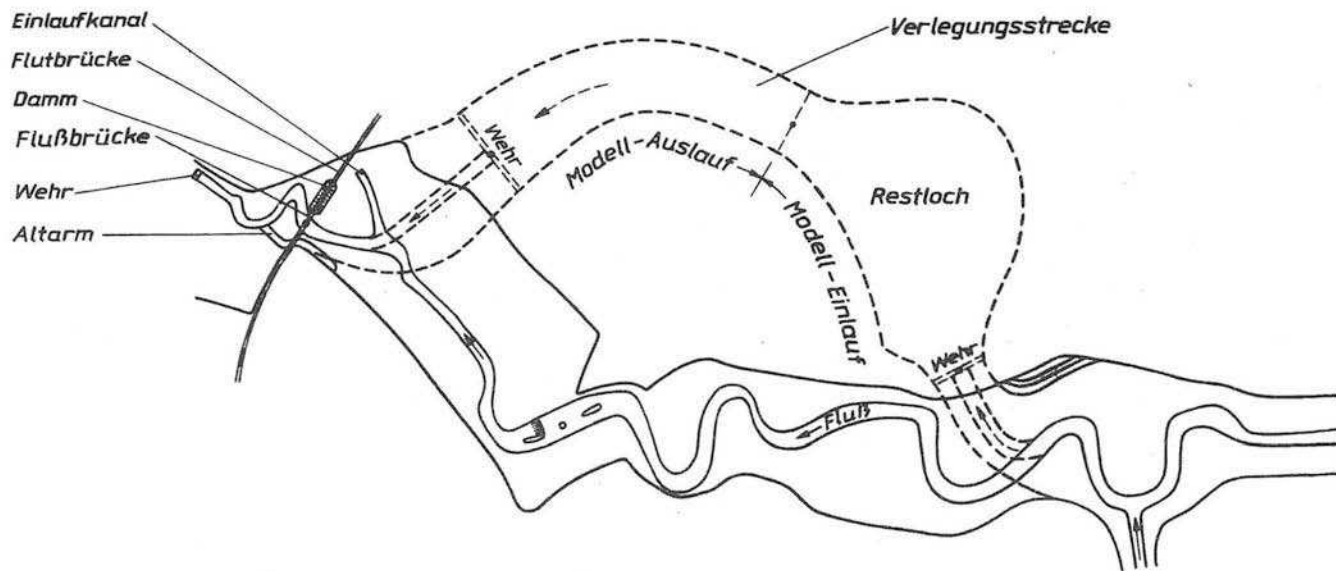 Einlaufkanal
Flutbrücke
Damm
Flußbrücke
Wehr
Altarm
Verlegungsstrecke
Wehr
Modell-Auslauf
Modell-Einlauf
Restloch
Wehr
Fluß